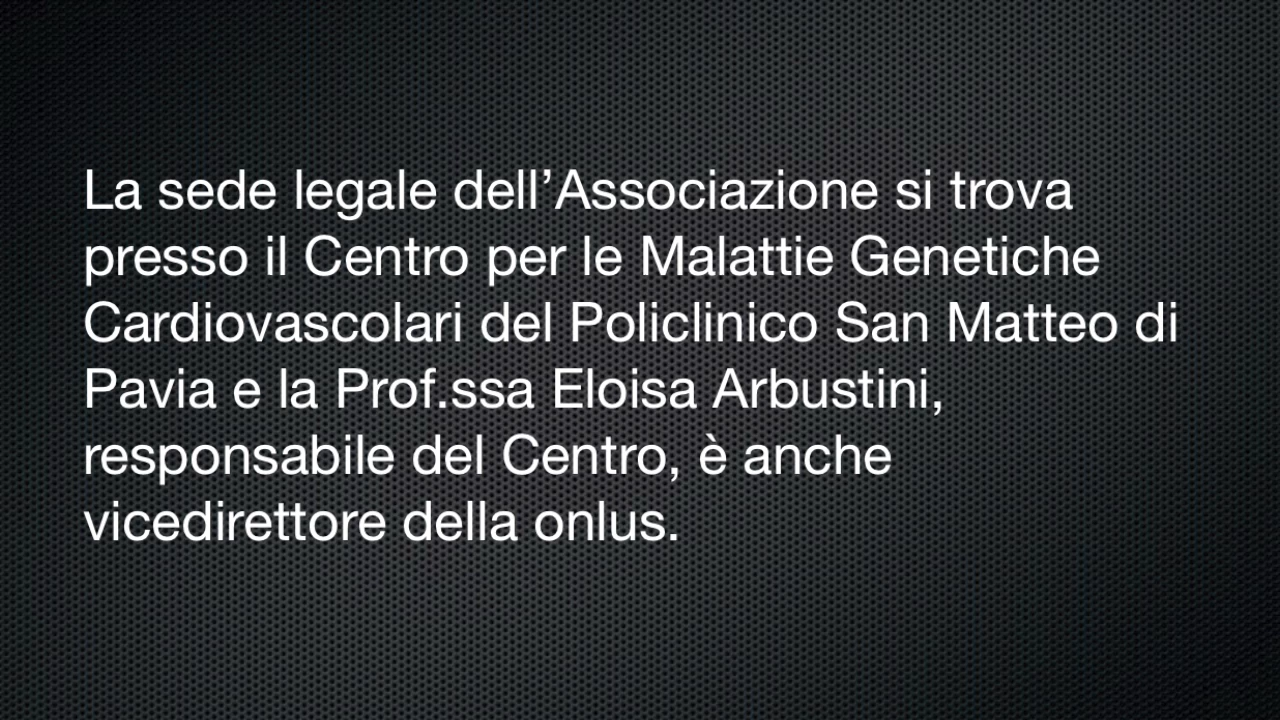 La sede legale dell’Associazione si trova
presso il Centro per le Malattie Genetiche
Cardiovascolari del Policlinico San Matteo di
Pavia e la Prof.ssa Eloisa Arbustini,
responsabile del Centro, è anche
vicedirettore della onlus.